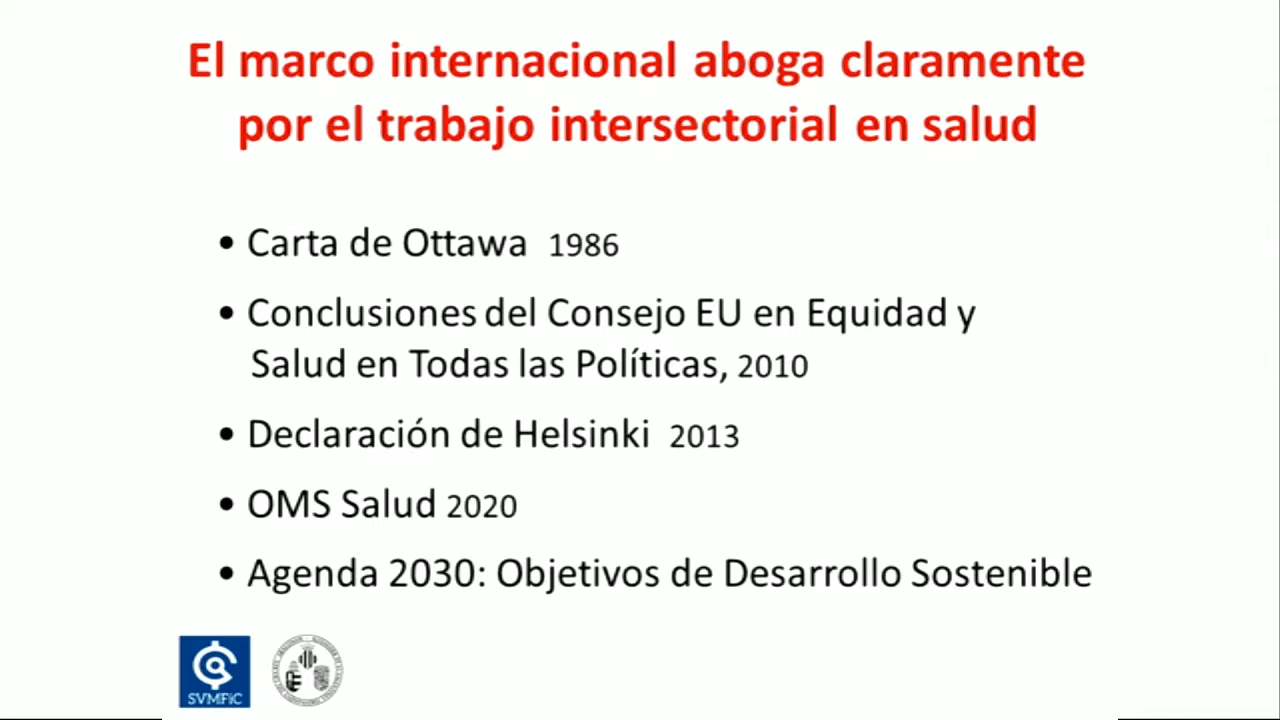 El marco internacional aboga claramente
por el trabajo intersectorial en salud
• Carta de Ottawa 1986
• Conclusiones del Consejo EU en Equidad y
Salud en Todas las Políticas, 2010
• Declaración de Helsinki 2013
• OMS Salud 2020
• Agenda 2030: Objetivos de Desarrollo Sostenible
SVMFiC